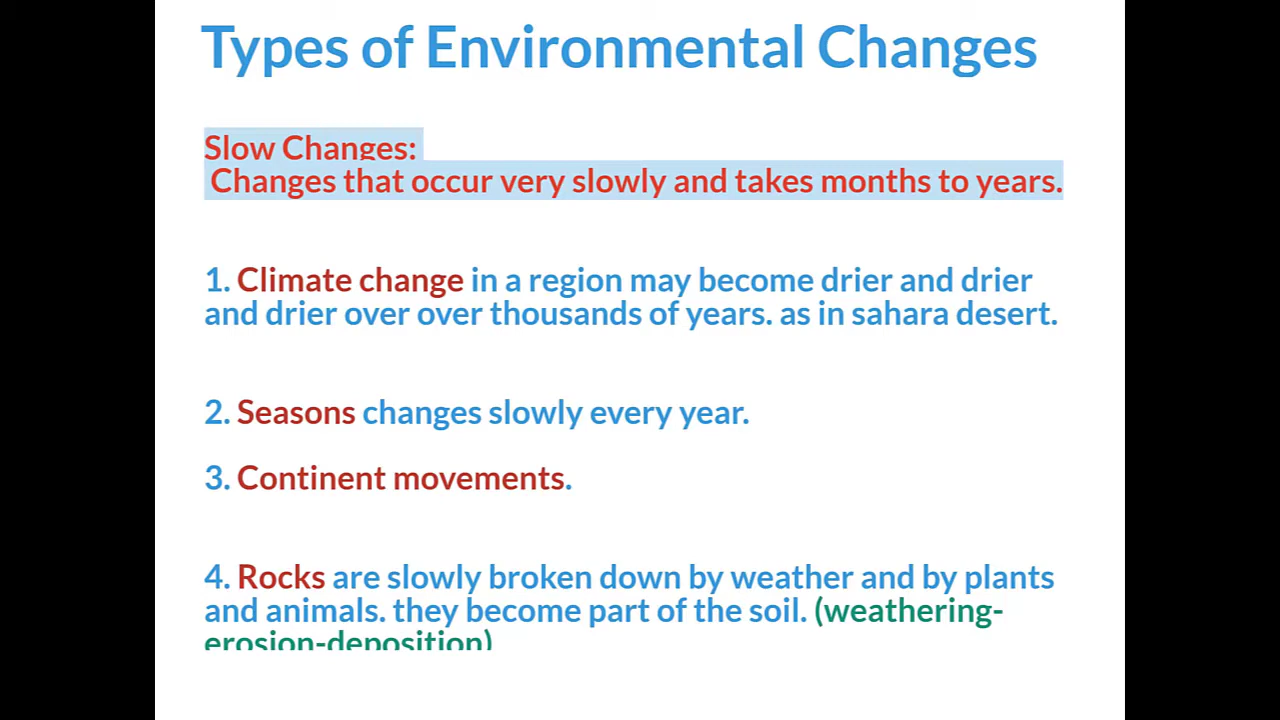 Types of Environmental Changes
Slow Changes:
Changes that occur very slowly and takes months to years.
1. Climate change in a region may become drier and drier
and drier over over thousands of years. as in sahara desert.
2. Seasons changes slowly every year.
3. Continent movements.
4. Rocks are slowly broken down by weather and by plants
and animals. they become part of the soil. (weathering-
erosion-deposition)